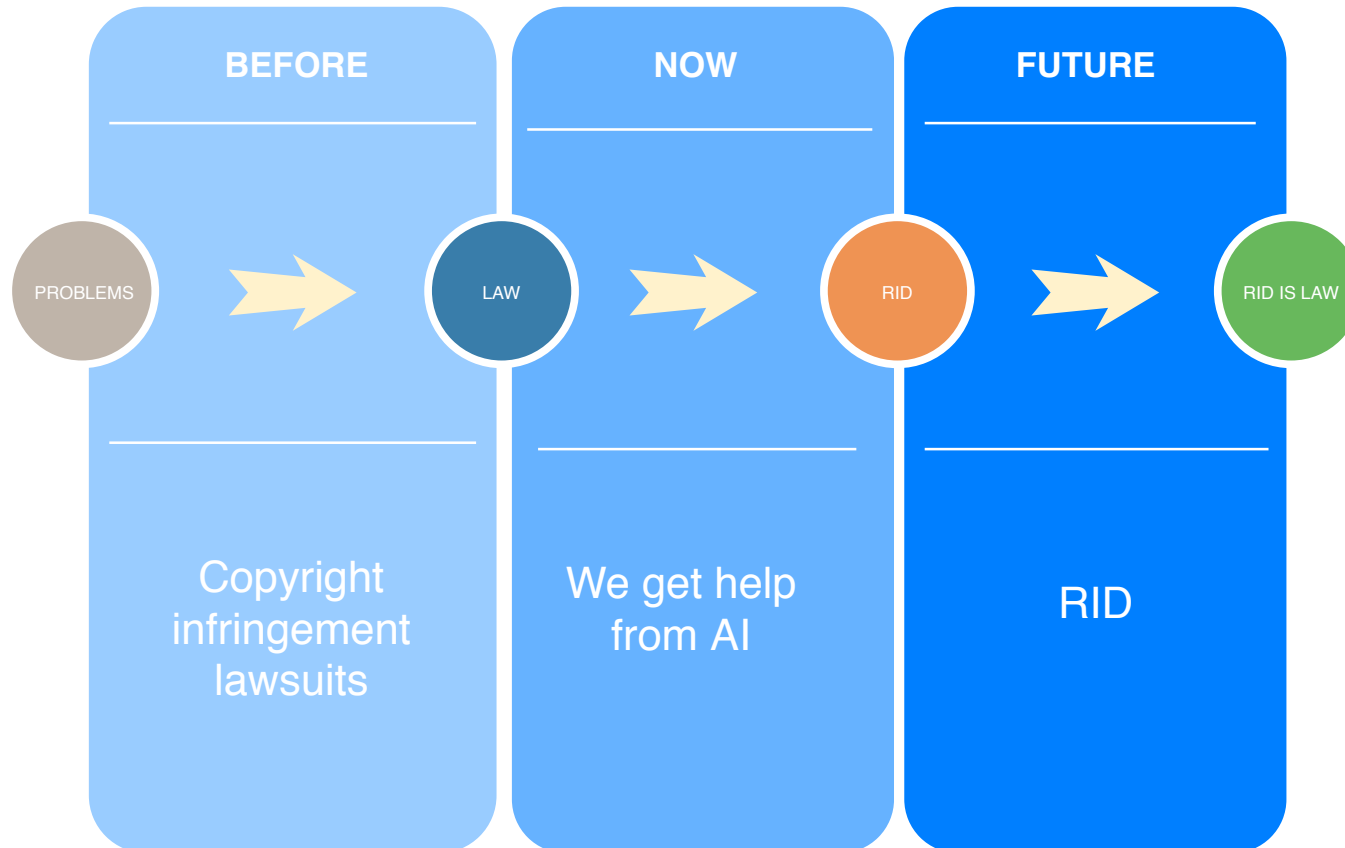 BEFORE
NOW
FUTURE
PROBLEMS
LAW
RID
RID IS LAW
Copyright
infringement
lawsuits
We get help
from AI
RID